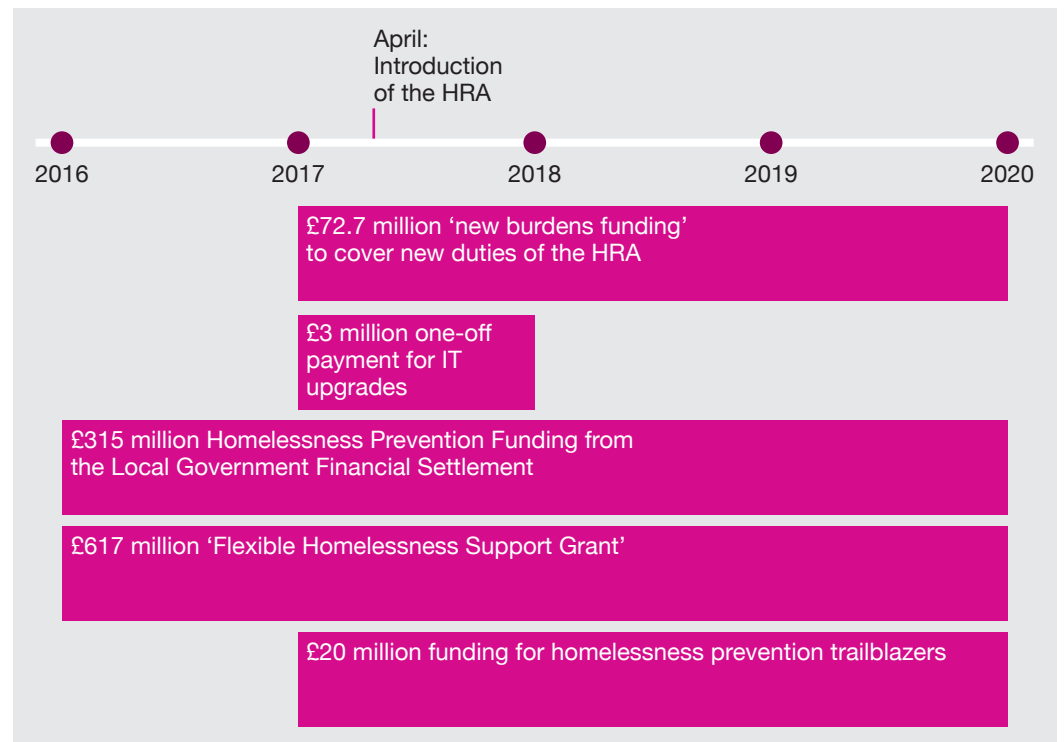 April:
Introduction
of the HRA
2016
2017
2018
2019
2020
£72.7 million ‘new burdens funding’
to cover new duties of the HRA
£3 million one-off
payment for IT
upgrades
£315 million Homelessness Prevention Funding from
the Local Government Financial Settlement
£617 million ‘Flexible Homelessness Support Grant’
£20 million funding for homelessness prevention trailblazers